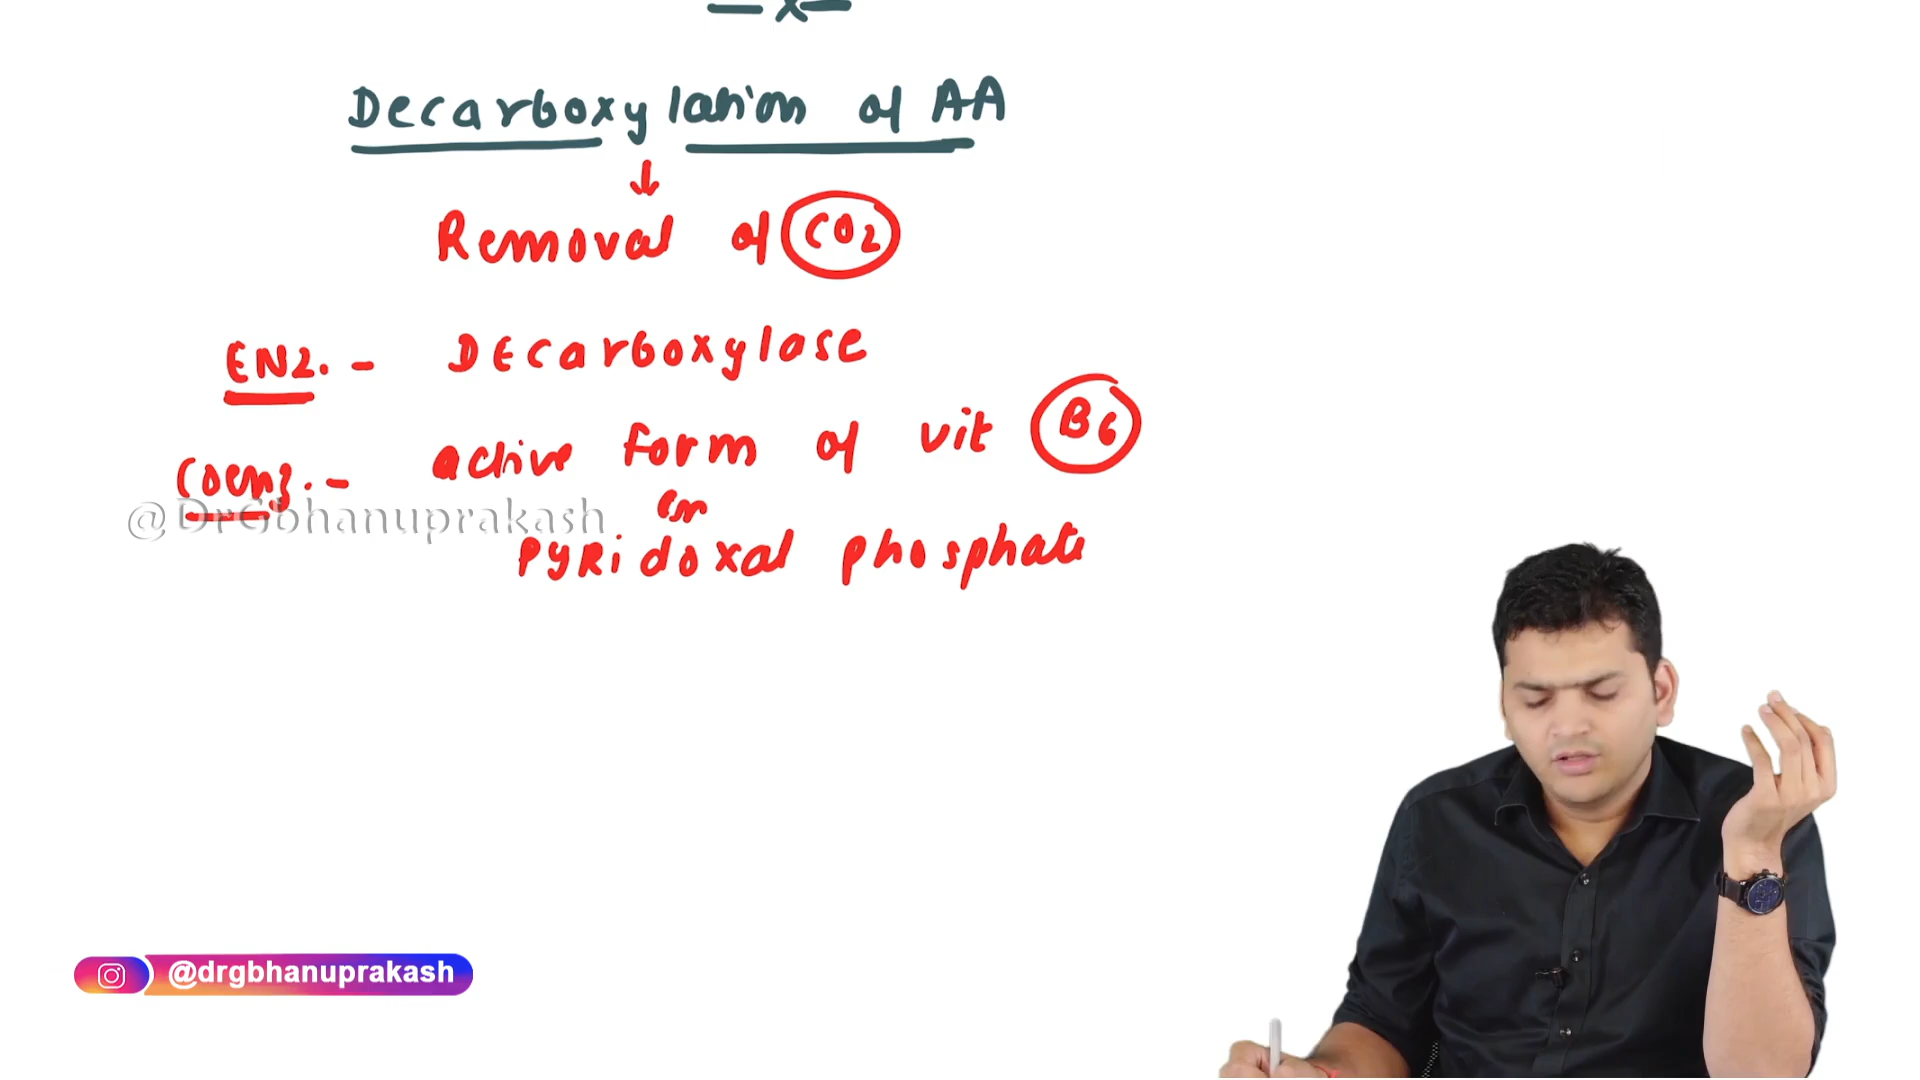 x
Decarboxylation of AA
↓
Removal of CO2
ENZ. - Decarboxylase
Coenz. - active form of vit B6
or
Pyridoxal phosphate
@DrGbhanuprakash
@drgbhanuprakash